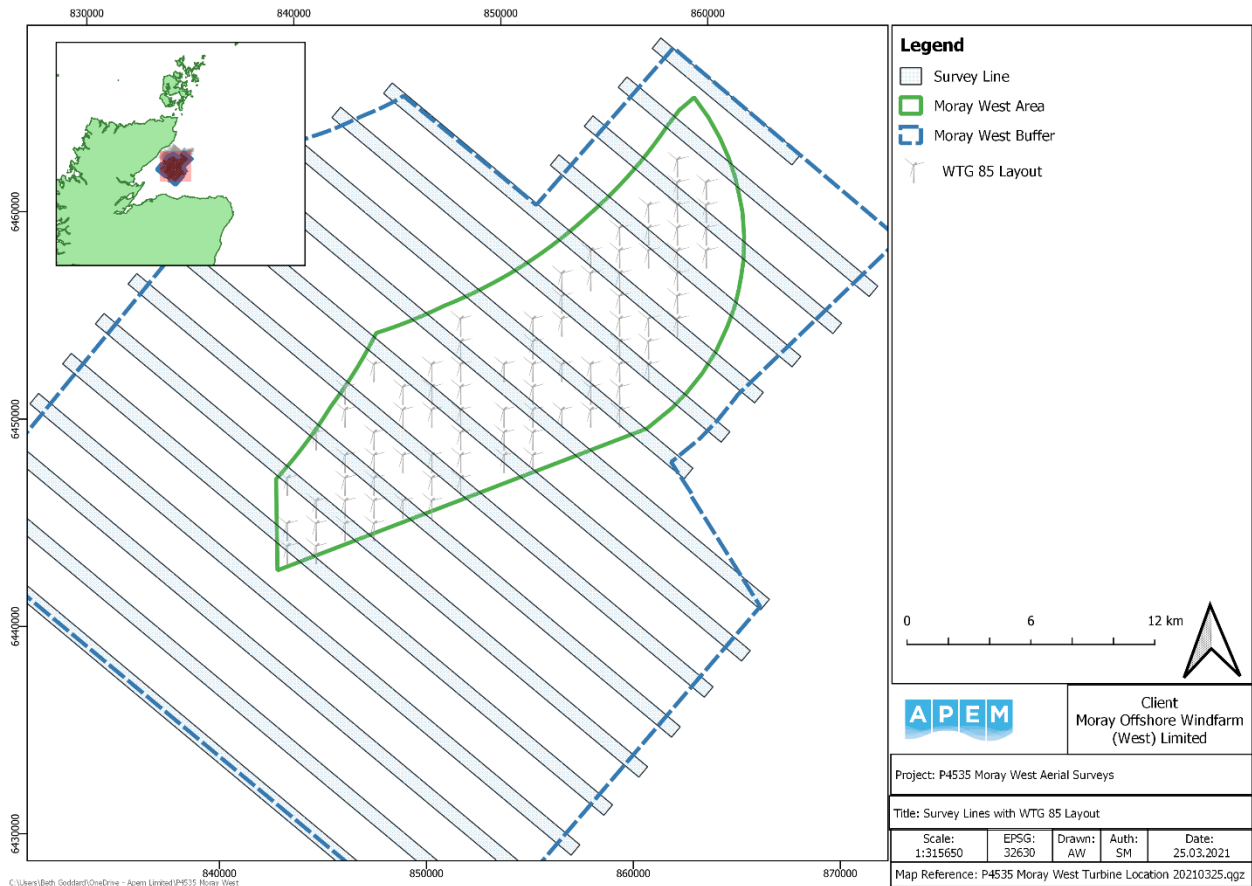 830000
840000
850000
860000
6460000
6450000
6440000
6430000
840000
850000
860000
870000
Legend
Survey Line
Moray West Area
Moray West Buffer
WTG 85 Layout
0
6
12 km
APEM
Client
Moray Offshore Windfarm
(West) Limited
Project: P4535 Moray West Aerial Surveys
Title: Survey Lines with WTG 85 Layout
Scale:
1:315650
EPSG:
32630
Drawn:
AW
Auth:
SM
Date:
25.03.2021
Map Reference: P4535 Moray West Turbine Location 20210325.qgz
C:\Users\Beth Goddard\OneDrive - Apem Limited\P4535 Moray West